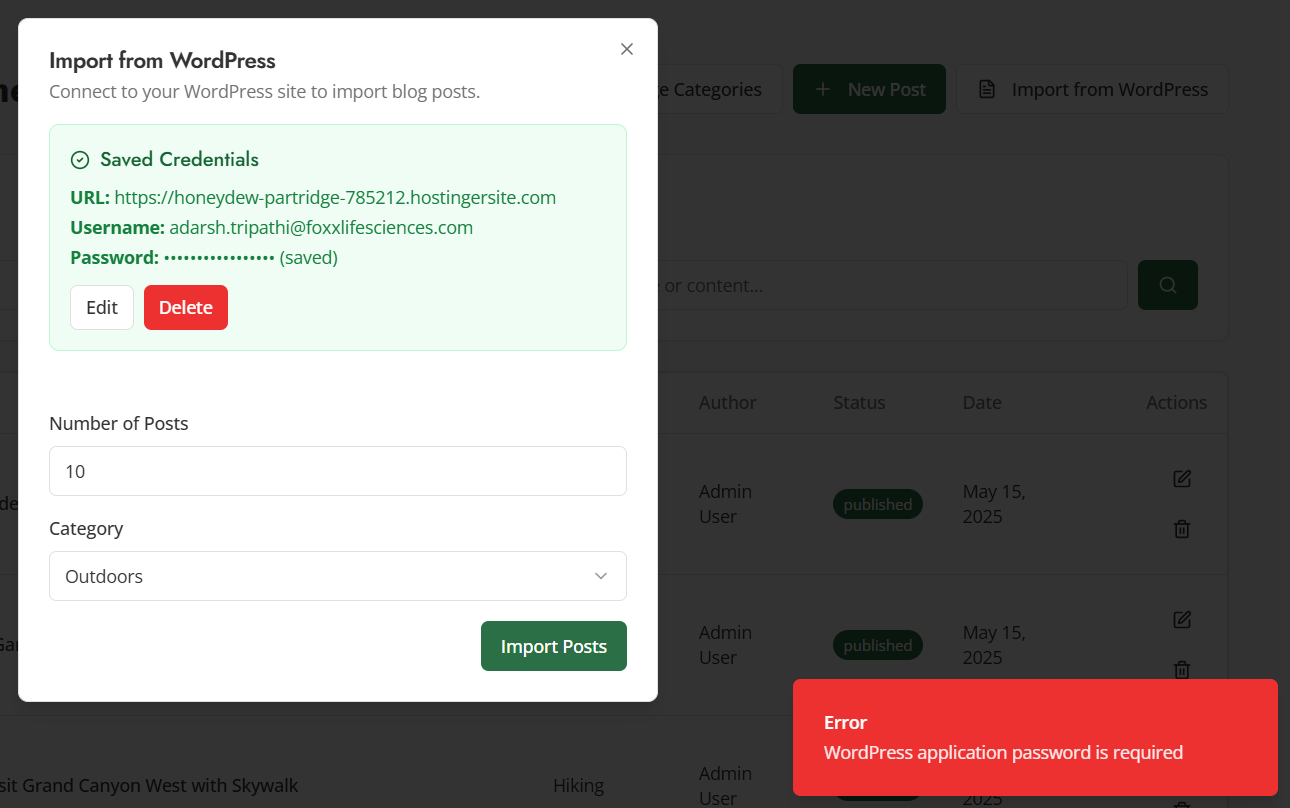 Import from WordPress
Connect to your WordPress site to import blog posts.
Saved Credentials
URL: https://honeydew-partridge-785212.hostingersite.com
Username: adarsh.tripathi@foxxlifesciences.com
Password: •••••••••••••••• (saved)
Edit Delete
Number of Posts
10
Category
Outdoors
Import Posts
Categories
New Post
Import from WordPress
or content...
Author Status Date Actions
Admin User published May 15, 2025
Admin User published May 15, 2025
Grand Canyon West with Skywalk Hiking Admin User 2025
Error
WordPress application password is required